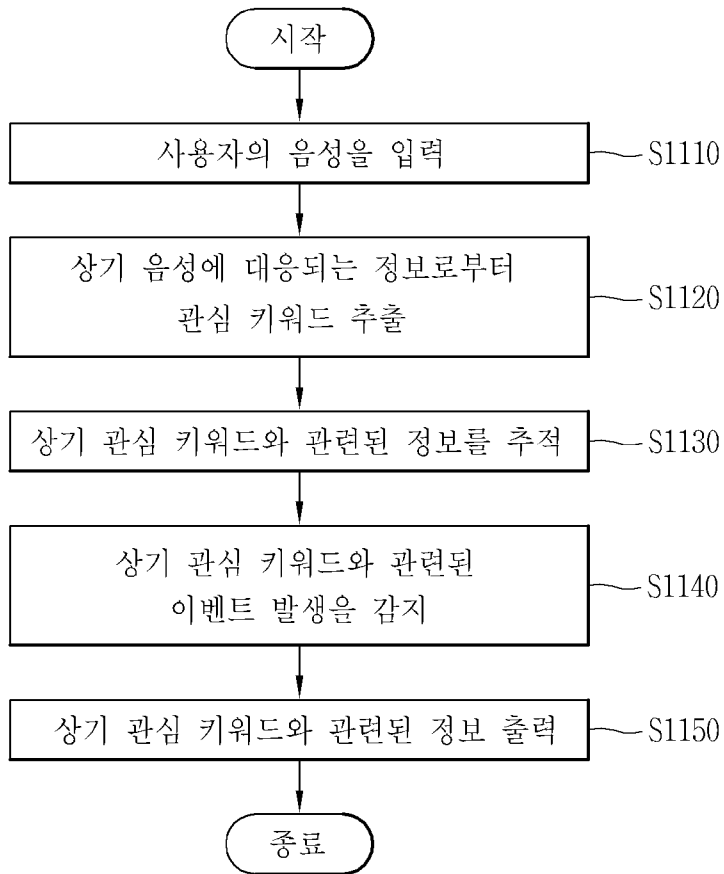 시작
사용자의 음성을 입력
S1110
상기 음성에 대응되는 정보로부터
관심 키워드 추출
S1120
상기 관심 키워드와 관련된 정보를 추적
S1130
상기 관심 키워드와 관련된
이벤트 발생을 감지
S1140
상기 관심 키워드와 관련된 정보 출력
S1150
종료